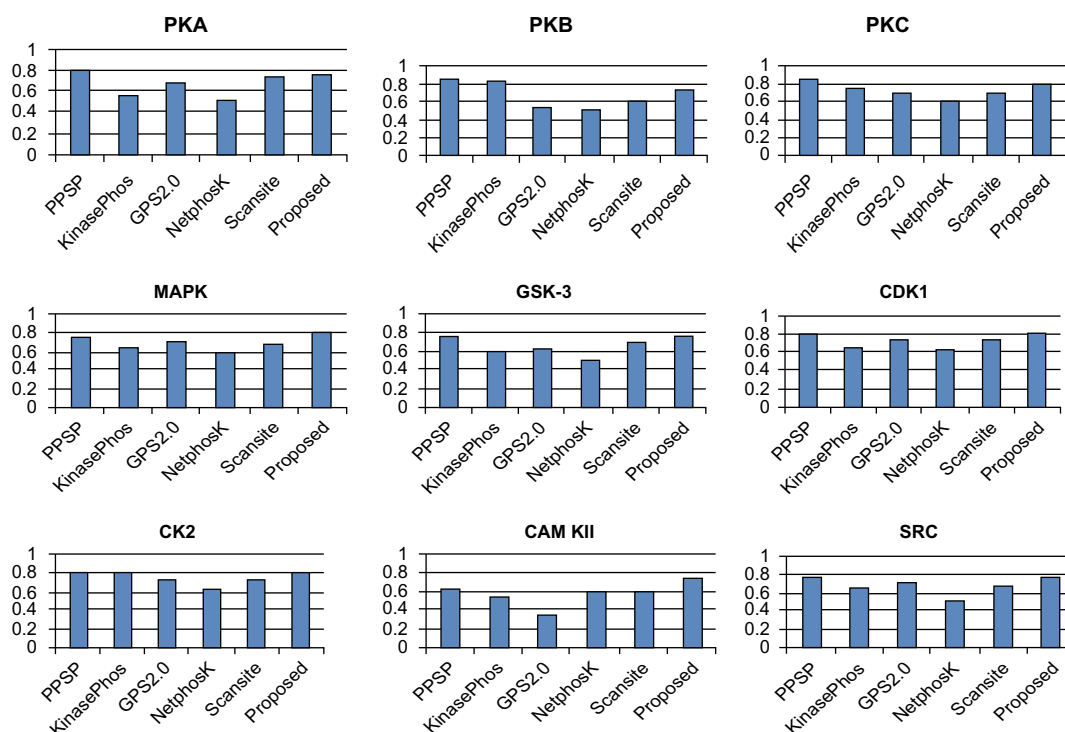 PKA
1
0.8
0.6
0.4
0.2
0
PPSP
KinasePhos
GPS2.0
NetphosK
Scansite
Proposed
PKB
1
0.8
0.6
0.4
0.2
0
PPSP
KinasePhos
GPS2.0
NetphosK
Scansite
Proposed
PKC
1
0.8
0.6
0.4
0.2
0
PPSP
KinasePhos
GPS2.0
NetphosK
Scansite
Proposed
MAPK
1
0.8
0.6
0.4
0.2
0
PPSP
KinasePhos
GPS2.0
NetphosK
Scansite
Proposed
GSK-3
1
0.8
0.6
0.4
0.2
0
PPSP
KinasePhos
GPS2.0
NetphosK
Scansite
Proposed
CDK1
1
0.8
0.6
0.4
0.2
0
PPSP
KinasePhos
GPS2.0
NetphosK
Scansite
Proposed
CK2
1
0.8
0.6
0.4
0.2
0
PPSP
KinasePhos
GPS2.0
NetphosK
Scansite
Proposed
CAM KII
1
0.8
0.6
0.4
0.2
0
PPSP
KinasePhos
GPS2.0
NetphosK
Scansite
Proposed
SRC
1
0.8
0.6
0.4
0.2
0
PPSP
KinasePhos
GPS2.0
NetphosK
Scansite
Proposed